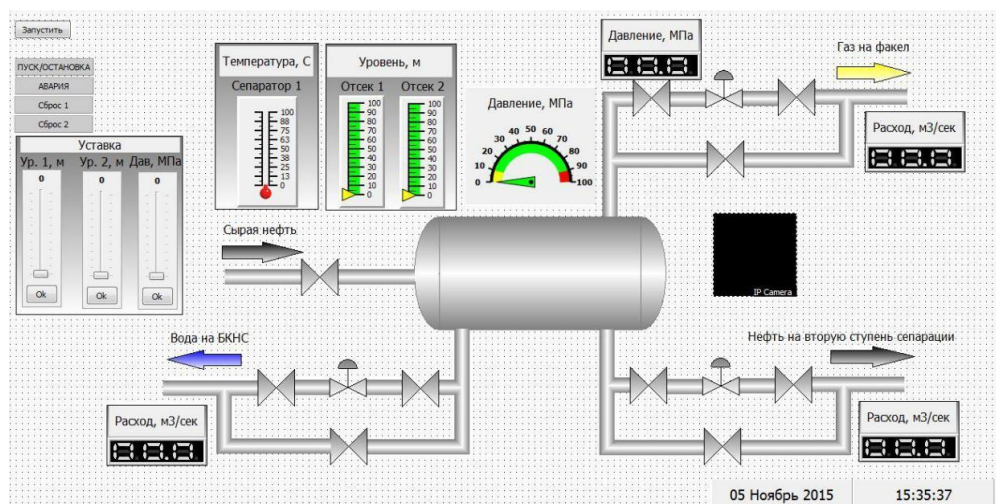 Запустить
ПУСК/ОСТАНОВКА
АВАРИЯ
Сброс 1
Сброс 2
Уставка
Ур. 1, м Ур. 2, м Дав, МПа
0 0 0
Ok Ok Ok
Температура, С
Сепаратор 1
100
88
75
63
50
38
25
13
0
Уровень, м
Отсек 1 Отсек 2
100 100
90 90
80 80
70 70
60 60
50 50
40 40
30 30
20 20
10 10
0 0
Давление, МПа
0 10 20 30 40 50 60 70 80 90 100
Давление, МПа
Газ на факел
Расход, м3/сек
Сырая нефть
IP Camera
Вода на БКНС
Расход, м3/сек
Нефть на вторую ступень сепарации
Расход, м3/сек
05 Ноябрь 2015 15:35:37